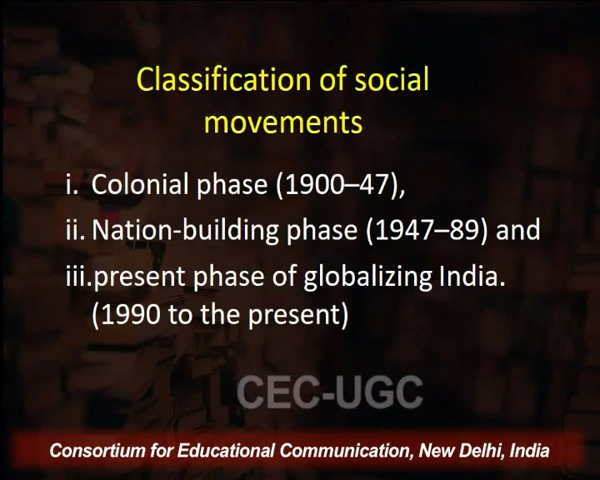 Classification of social
movements
i. Colonial phase (1900–47),
ii. Nation-building phase (1947–89) and
iii.present phase of globalizing India.
(1990 to the present)
CEC-UGC
Consortium for Educational Communication, New Delhi, India